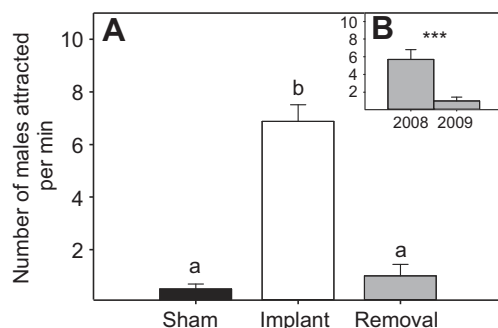 Number of males attracted
per min
A
10
8
6
4
2
a
b
a
Sham Implant Removal
B
10
8
6
4
2
***
2008 2009